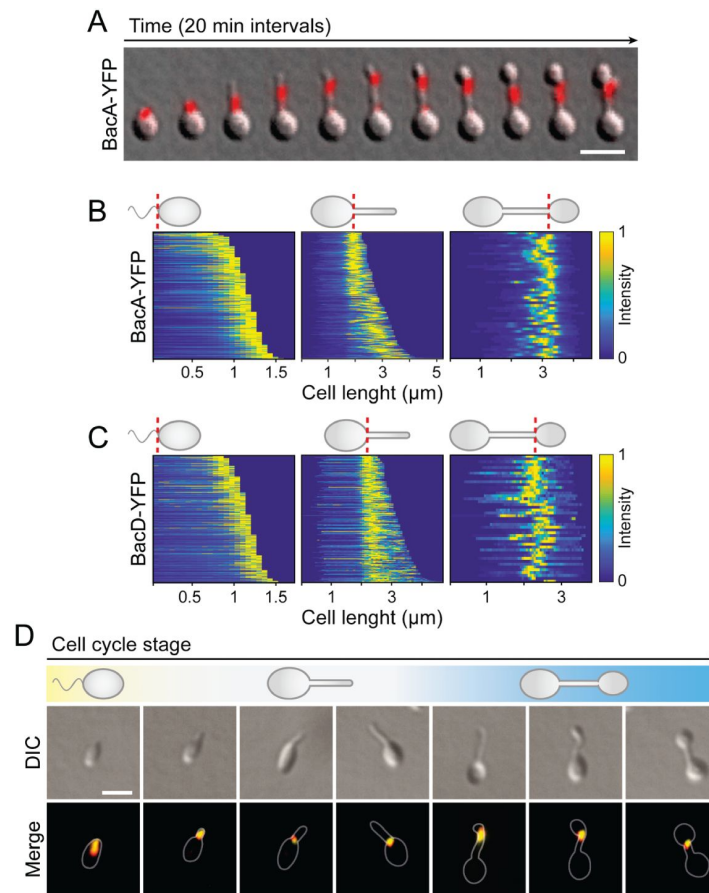 A
Time (20 min intervals)
BacA-YFP
B
BacA-YFP
0.5 1 1.5
1 3 5
1 3
1
Intensity
0
Cell lenght (µm)
C
BacD-YFP
0.5 1 1.5
1 3
1 3
1
Intensity
0
Cell lenght (µm)
D
Cell cycle stage
DIC
Merge